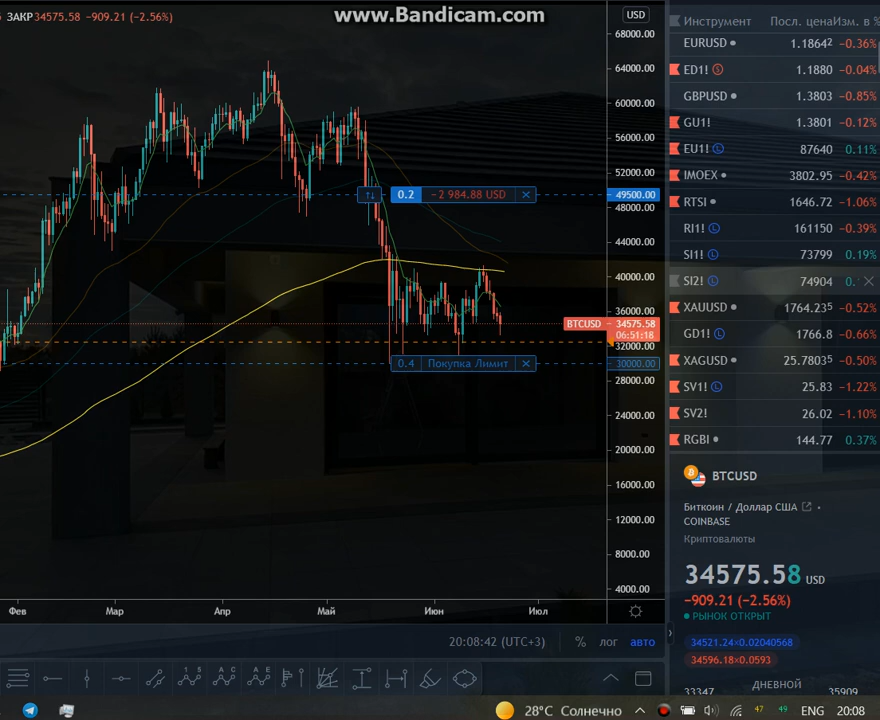 ЗАКР34575.58 −909.21 (−2.56%)
www.Bandicam.com
USD
68000.00
64000.00
60000.00
56000.00
52000.00
49500.00
48000.00
44000.00
40000.00
36000.00
BTCUSD 34575.58
06:51:18
32000.00
30000.00
28000.00
24000.00
20000.00
16000.00
12000.00
8000.00
4000.00
0.2 −2 984.88 USD
0.4 Покупка Лимит
Фев Мар Апр Май Июн Июл
20:08:42 (UTC+3) % лог авто
Инструмент Посл. цена Изм. в %
EURUSD 1.18642 −0.36%
ED1! 1.1880 −0.04%
GBPUSD 1.3803 −0.85%
GU1! 1.3801 −0.12%
EU1! 87640 0.11%
IMOEX 3802.95 −0.42%
RTSI 1646.72 −1.06%
RI1! 161150 −0.39%
SI1! 73799 0.19%
SI2! 74904 0.
XAUUSD 1764.235 −0.52%
GD1! 1766.8 −0.66%
XAGUSD 25.78035 −0.50%
SV1! 25.83 −1.22%
SV2! 26.02 −1.10%
RGBI 144.77 0.37%
BTCUSD
Биткоин / Доллар США
COINBASE
Криптовалюты
34575.58 USD
−909.21 (−2.56%)
РЫНОК ОТКРЫТ
34521.24×0.02040568
34596.18×0.0593
ДНЕВНОЙ
33347 35909
28°C Солнечно 47 49 ENG 20:08